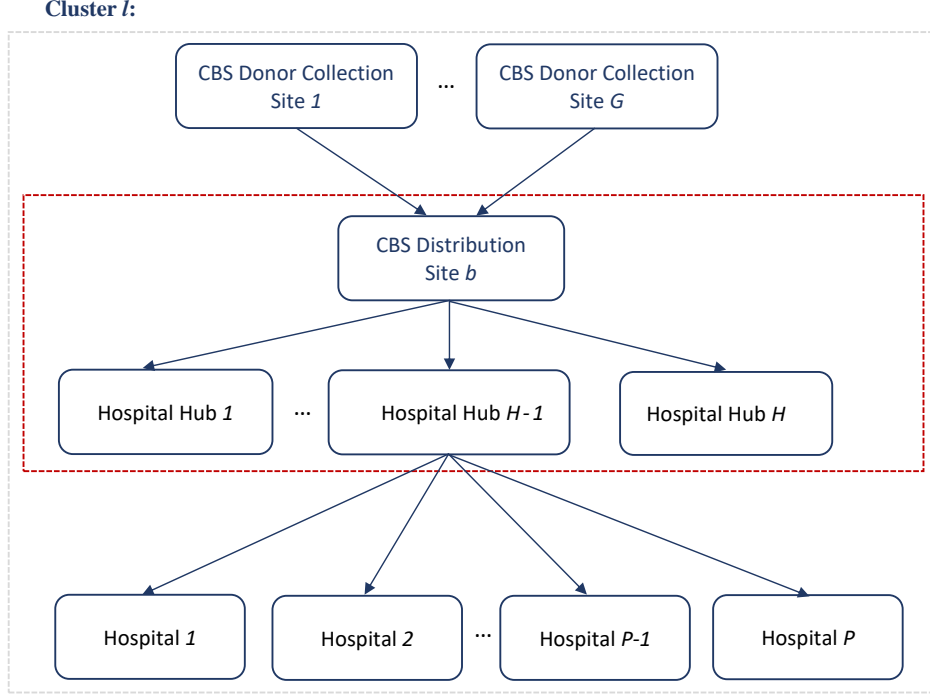 Cluster l:
CBS Donor Collection
Site 1
...
CBS Donor Collection
Site G
CBS Distribution
Site b
Hospital Hub 1
...
Hospital Hub H-1
Hospital Hub H
Hospital 1
Hospital 2
...
Hospital P-1
Hospital P